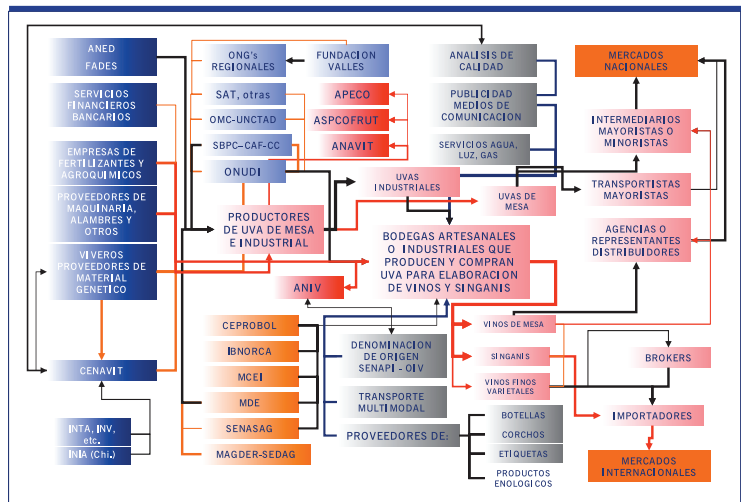 ANED
FADES
SERVICIOS
FINANCIEROS
BANCARIOS
EMPRESAS DE
FERTILIZANTES Y
AGROQUIMICOS
PROVEEDORES DE
MAQUINARIA,
ALAMBRES Y
OTROS
VIVEROS
PROVEEDORES DE
MATERIAL
GENETICO
CENAVIT
INTA, INV,
etc.
INIA (Chi.)
ONG's
REGIONALES
FUNDACION
VALLES
SAT, otras
OMC-UNCTAD
SBPC-CAF-CC
ONUDI
APECO
ASPCOFRUT
ANAVIT
PRODUCTORES
DE UVA DE MESA
E INDUSTRIAL
ANIV
CEPROBOL
IBNORCA
MCEI
MDE
SENASAG
MAGDER-SEDAG
ANALISIS DE
CALIDAD
PUBLICIDAD
MEDIOS DE
COMUNICACION
SERVICIOS AGUA,
LUZ, GAS
UVAS
INDUSTRIALES
UVAS DE
MESA
BODEGAS ARTESANALES
O INDUSTRIALES QUE
PRODUCEN Y COMPRAN
UVA PARA ELABORACION
DE VINOS Y SINGANIS
DENOMINACION
DE ORIGEN
SENAPI - OIV
TRANSPORTE
MULTIMODAL
PROVEEDORES DE:
BOTELLAS
CORCHOS
ETIQUETAS
PRODUCTOS
ENOLOGICOS
VINOS DE MESA
SINGANIS
VINOS FINOS
VARIETALES
MERCADOS
NACIONALES
INTERMEDIARIOS
MAYORISTAS O
MINORISTAS
TRANSPORTISTAS
MAYORISTAS
AGENCIAS O
REPRESENTANTES
DISTRIBUIDORES
BROKERS
IMPORTADORES
MERCADOS
INTERNACIONALES